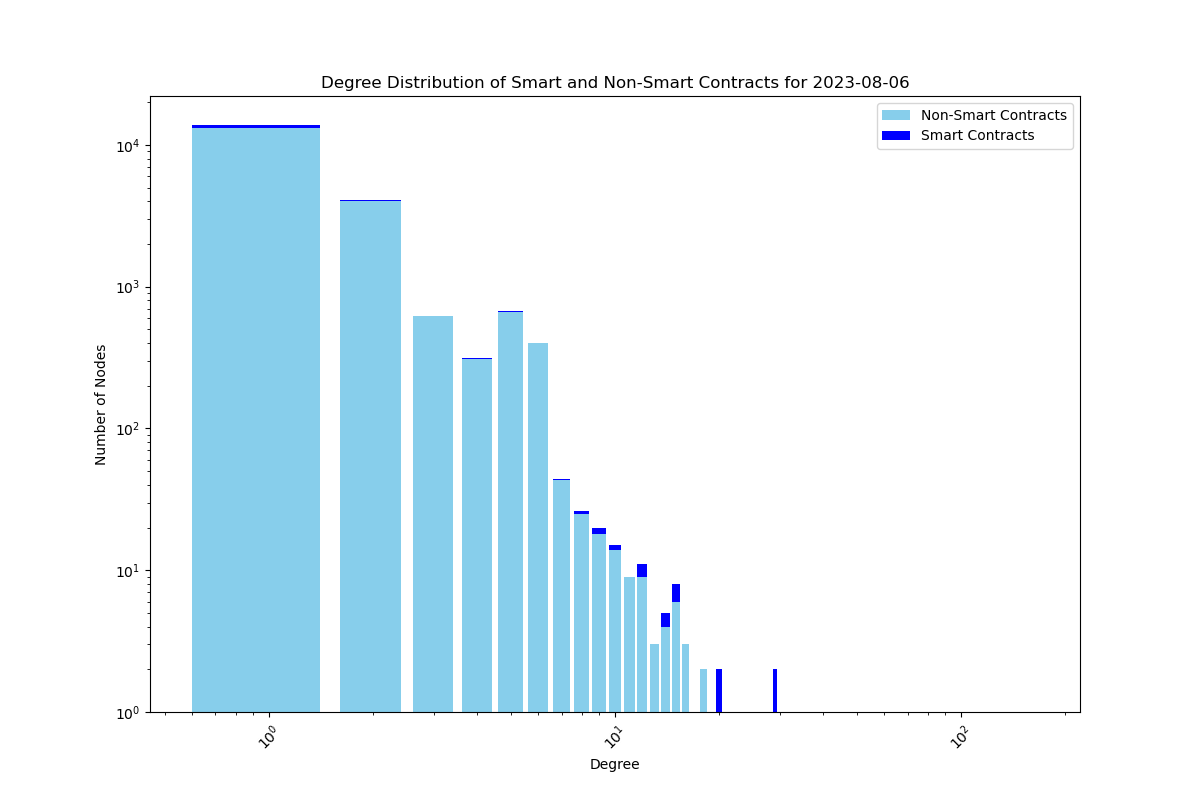 Degree Distribution of Smart and Non-Smart Contracts for 2023-08-06
Non-Smart Contracts
Smart Contracts
Number of Nodes
10⁴
10³
10²
10¹
10⁰
10⁰
10¹
10²
Degree